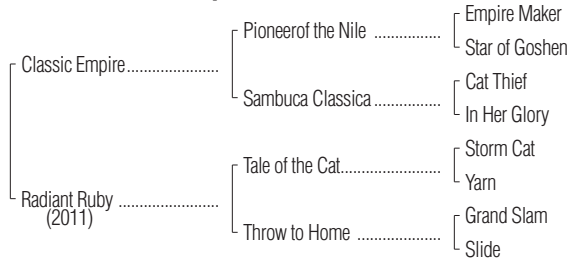 Empire Maker
Pioneerof the Nile ................
Star of Goshen
Classic Empire......................
Cat Thief
Sambuca Classica................
In Her Glory
Storm Cat
Tale of the Cat........................
Yarn
Radiant Ruby ........................
(2011)
Grand Slam
Throw to Home ....................
Slide